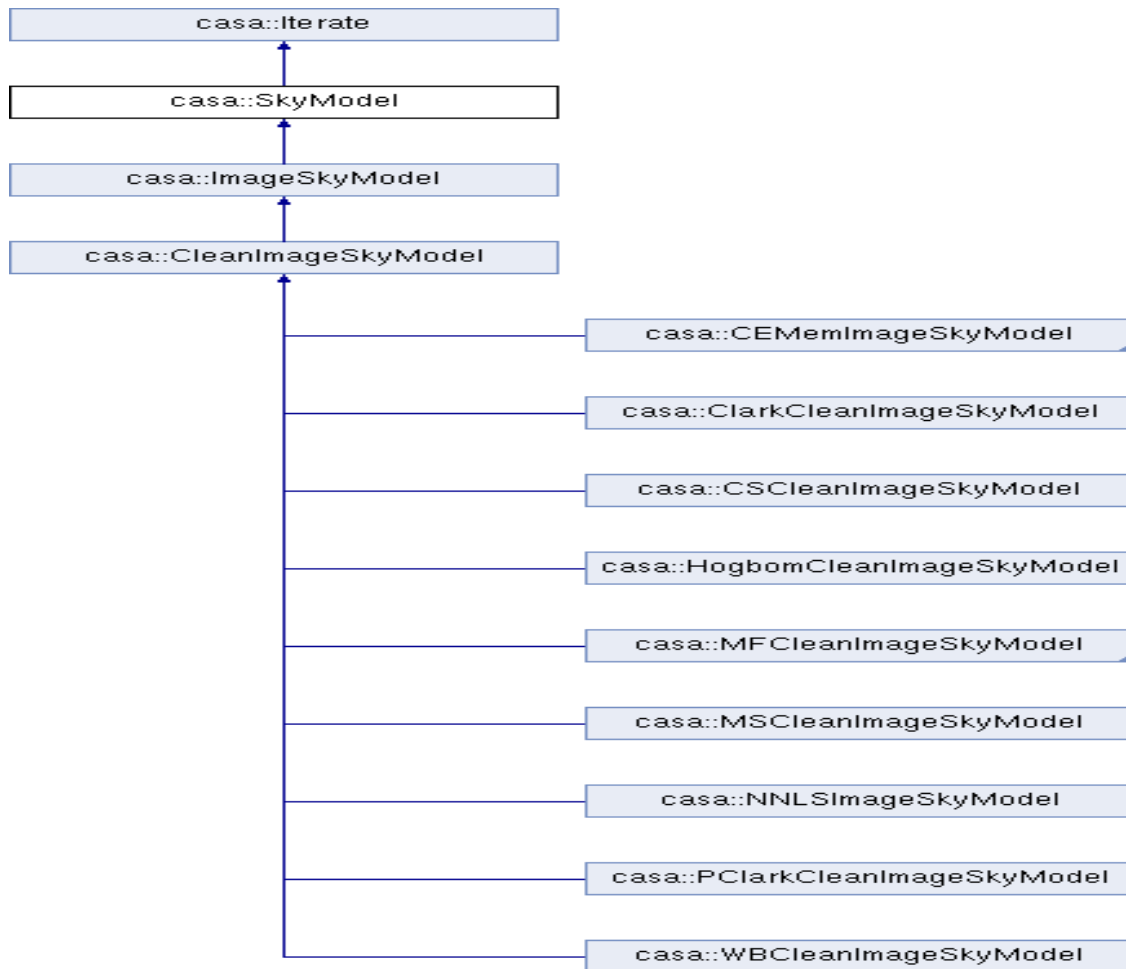 casa::Iterate
casa::SkyModel
casa::ImageSkyModel
casa::CleanImageSkyModel
casa::CEMemImageSkyModel
casa::ClarkCleanImageSkyModel
casa::CSCleanImageSkyModel
casa::HogbomCleanImageSkyModel
casa::MFCleanImageSkyModel
casa::MSCleanImageSkyModel
casa::NNLSImageSkyModel
casa::PClarkCleanImageSkyModel
casa::WBCleanImageSkyModel